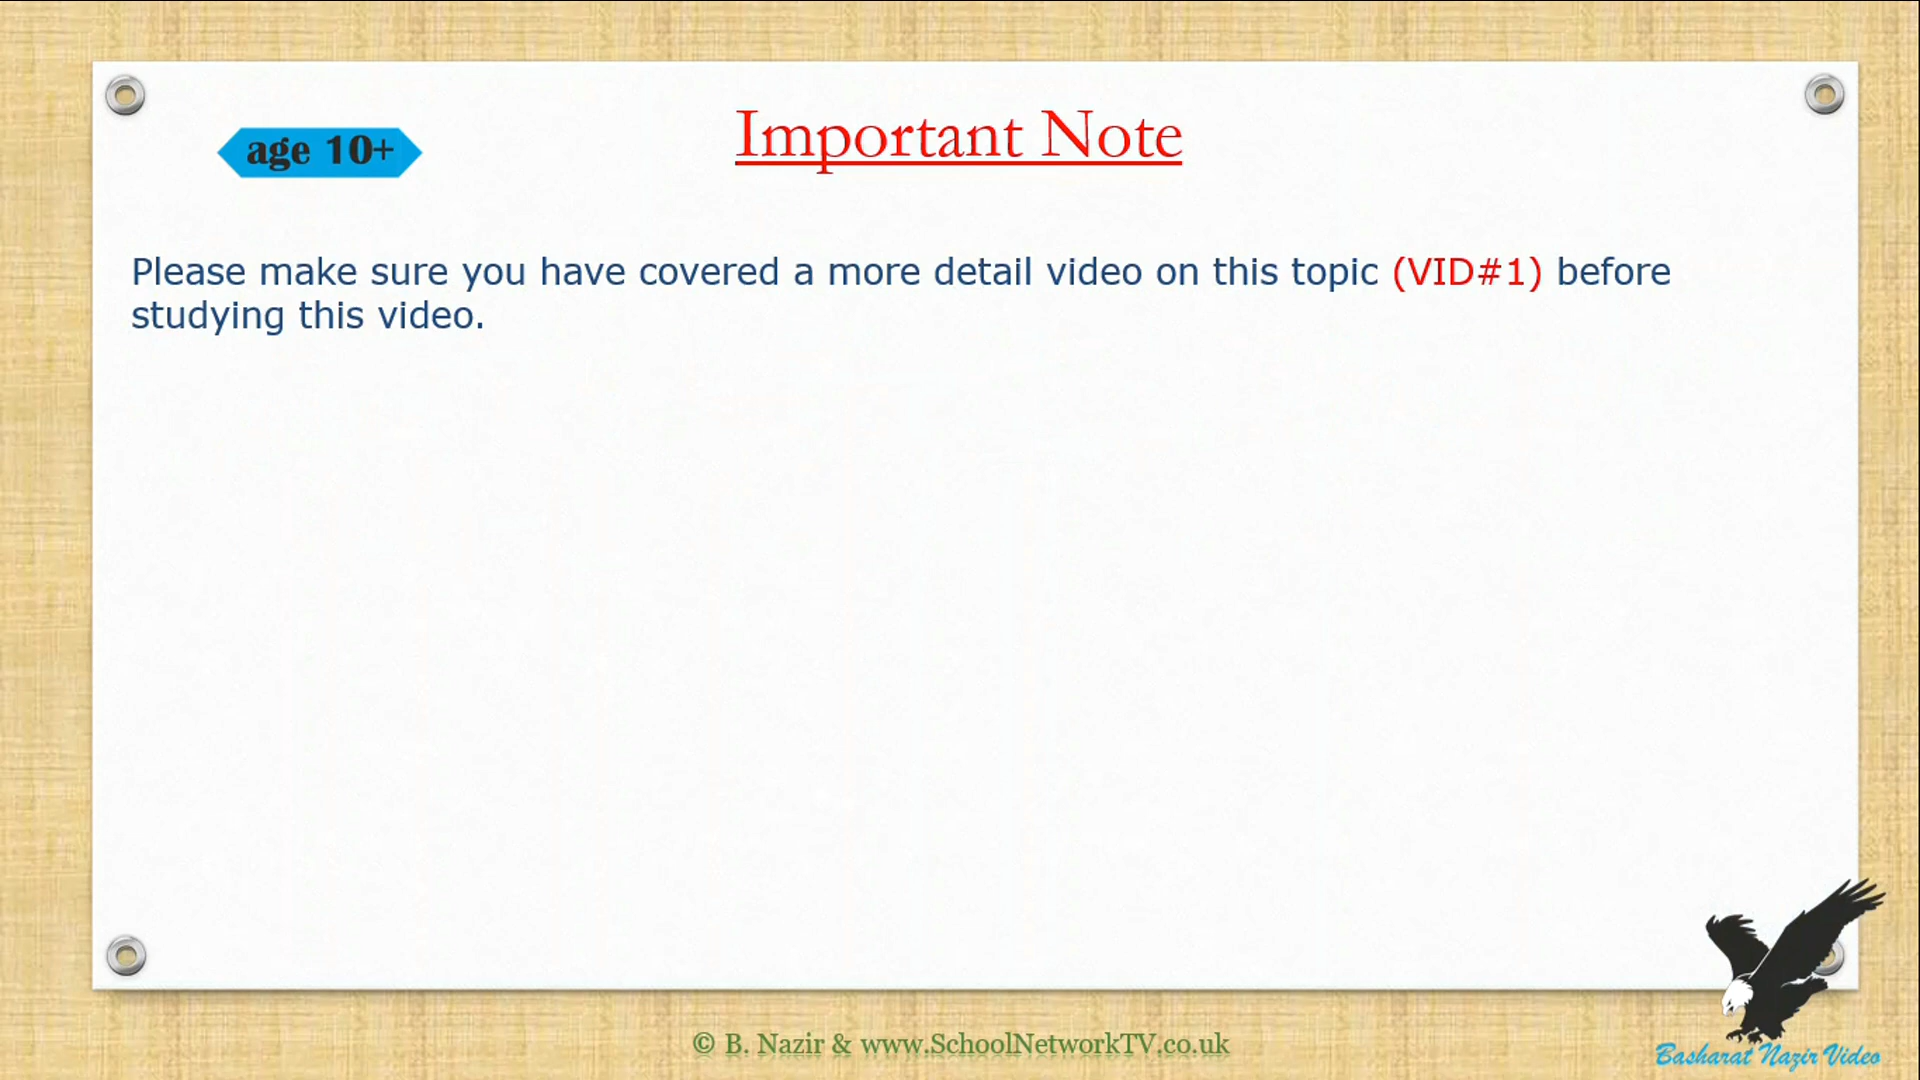 age 10+
Important Note
Please make sure you have covered a more detail video on this topic (VID#1) before
studying this video.
© B. Nazir & www.SchoolNetworkTV.co.uk
Basharat Nazir Video